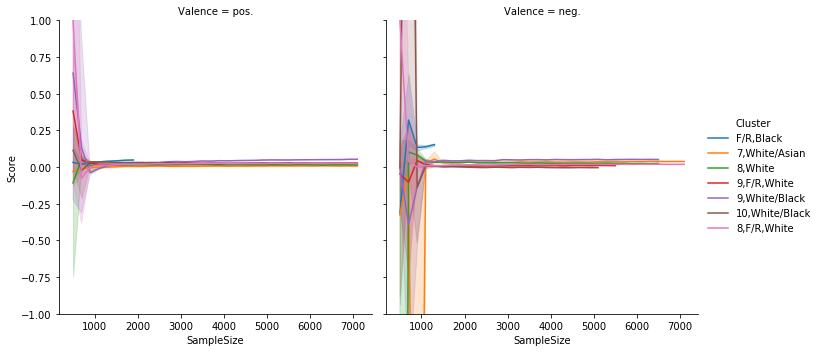 Valence = pos.
Valence = neg.
1.00
0.75
0.50
0.25
0.00
−0.25
−0.50
−0.75
−1.00
Score
1000 2000 3000 4000 5000 6000 7000
SampleSize
1000 2000 3000 4000 5000 6000 7000
SampleSize
Cluster
F/R,Black
7,White/Asian
8,White
9,F/R,White
9,White/Black
10,White/Black
8,F/R,White